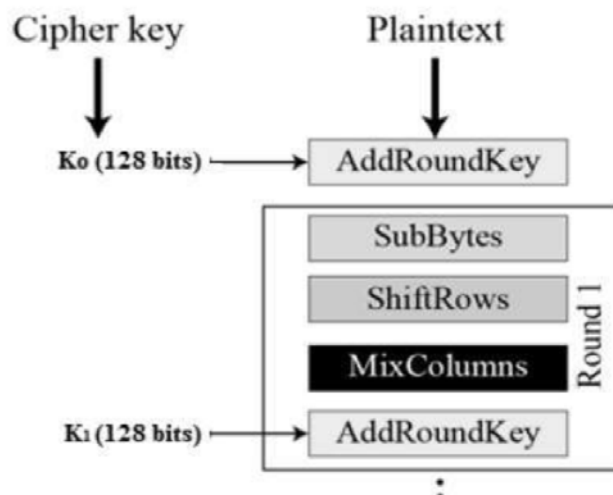 Cipher key
Plaintext
K0 (128 bits)
AddRoundKey
SubBytes
ShiftRows
MixColumns
Round 1
K1 (128 bits)
AddRoundKey